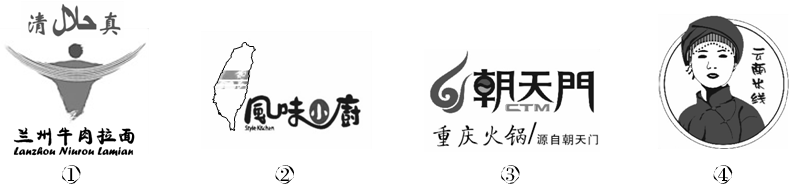 清 حلال 真
兰州牛肉拉面
Lanzhou Niurou Lamian
①
風味小廚
Style Kitchen
②
朝天門
CTM
重庆火锅/源自朝天门
③
云南米线
④